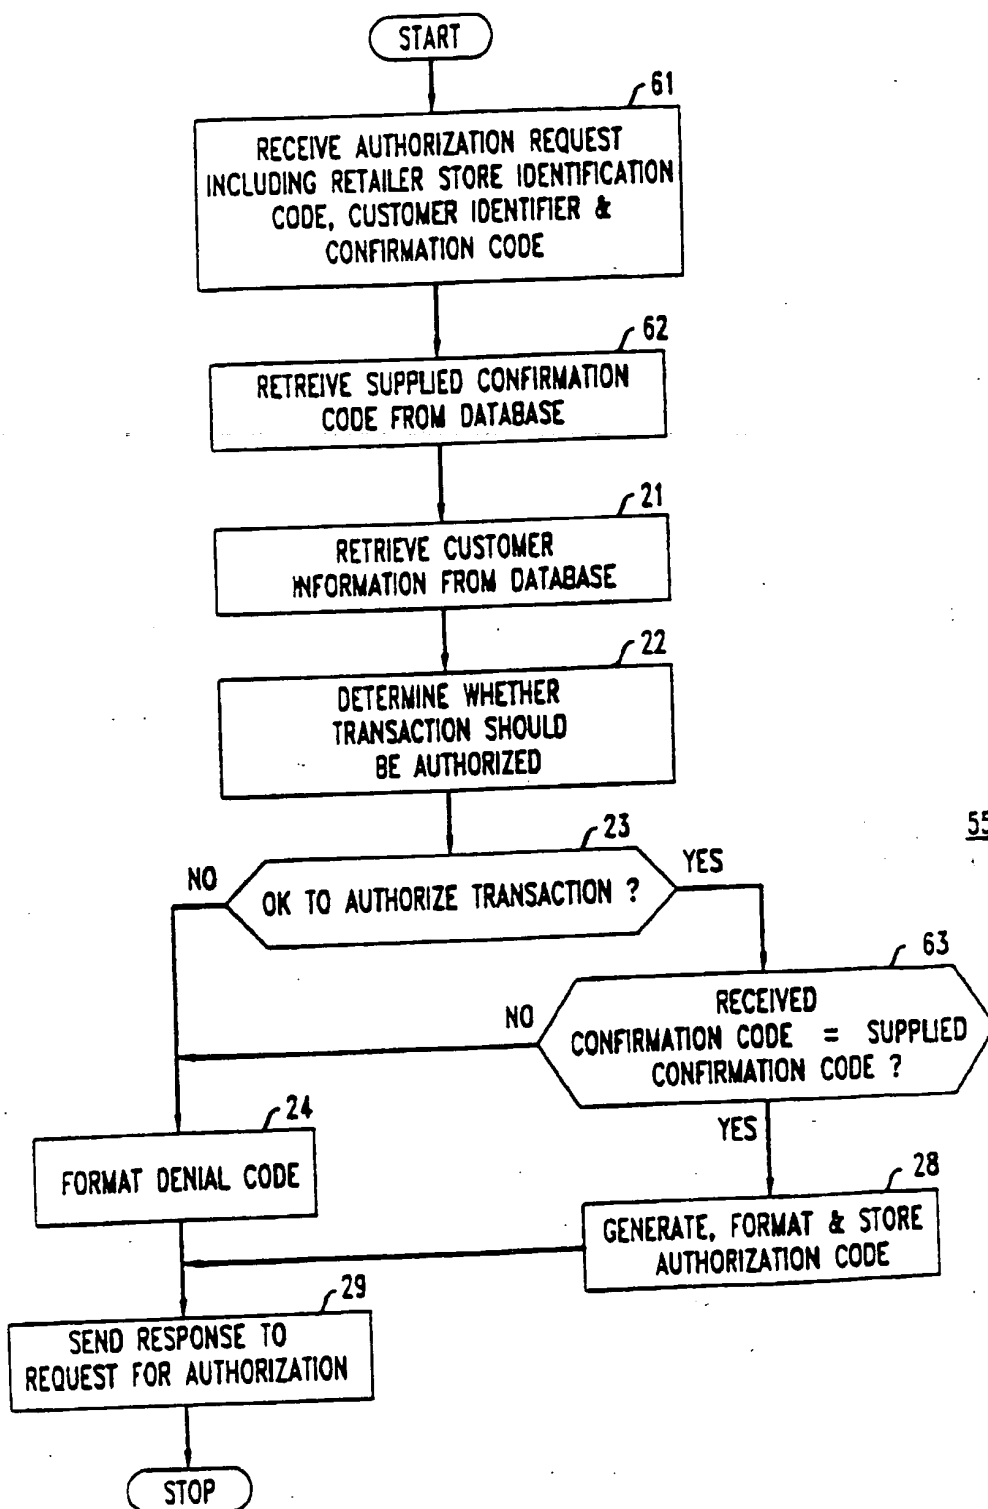 START
61
RECEIVE AUTHORIZATION REQUEST
INCLUDING RETAILER STORE IDENTIFICATION
CODE, CUSTOMER IDENTIFIER &
CONFIRMATION CODE
62
RETREIVE SUPPLIED CONFIRMATION
CODE FROM DATABASE
21
RETRIEVE CUSTOMER
INFORMATION FROM DATABASE
22
DETERMINE WHETHER
TRANSACTION SHOULD
BE AUTHORIZED
55
23
NO
OK TO AUTHORIZE TRANSACTION ?
YES
63
NO
RECEIVED
CONFIRMATION CODE = SUPPLIED
CONFIRMATION CODE ?
YES
24
FORMAT DENIAL CODE
28
GENERATE, FORMAT & STORE
AUTHORIZATION CODE
29
SEND RESPONSE TO
REQUEST FOR AUTHORIZATION
STOP